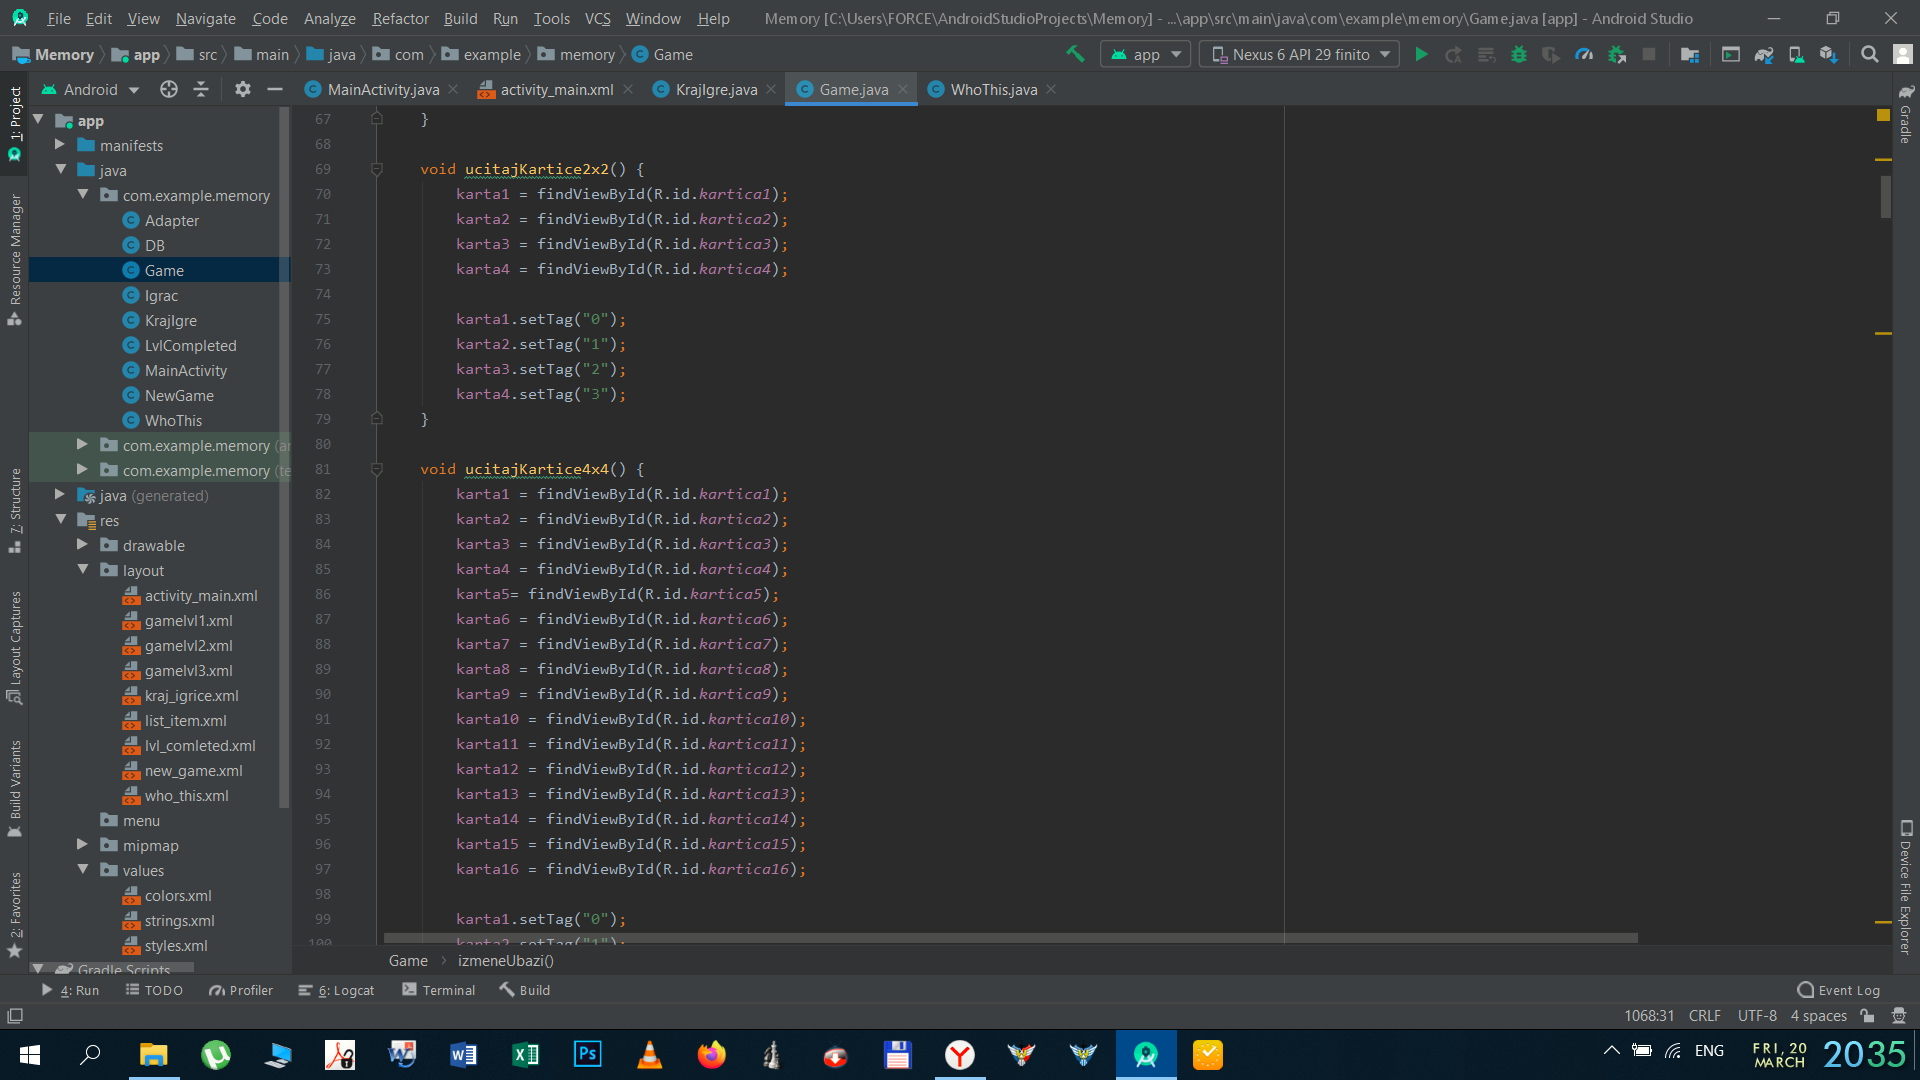 File Edit View Navigate Code Analyze Refactor Build Run Tools VCS Window Help Memory [C:\Users\FORCE\AndroidStudioProjects\Memory] - ...\app\src\main\java\com\example\memory\Game.java [app] - Android Studio
Memory app src main java com example memory Game app Nexus 6 API 29 finito
Android MainActivity.java activity_main.xml KrajIgre.java Game.java WhoThis.java
1: Project
Resource Manager
7: Structure
Layout Captures
Build Variants
2: Favorites
app
manifests
java
com.example.memory
Adapter
DB
Game
Igrac
KrajIgre
LvlCompleted
MainActivity
NewGame
WhoThis
com.example.memory (an
com.example.memory (te
java (generated)
res
drawable
layout
activity_main.xml
gamelvl1.xml
gamelvl2.xml
gamelvl3.xml
kraj_igrice.xml
list_item.xml
lvl_comleted.xml
new_game.xml
who_this.xml
menu
mipmap
values
colors.xml
strings.xml
styles.xml
Gradle Scripts
67 }
68
69 void ucitajKartice2x2() {
70 karta1 = findViewById(R.id.kartica1);
71 karta2 = findViewById(R.id.kartica2);
72 karta3 = findViewById(R.id.kartica3);
73 karta4 = findViewById(R.id.kartica4);
74
75 karta1.setTag("0");
76 karta2.setTag("1");
77 karta3.setTag("2");
78 karta4.setTag("3");
79 }
80
81 void ucitajKartice4x4() {
82 karta1 = findViewById(R.id.kartica1);
83 karta2 = findViewById(R.id.kartica2);
84 karta3 = findViewById(R.id.kartica3);
85 karta4 = findViewById(R.id.kartica4);
86 karta5= findViewById(R.id.kartica5);
87 karta6 = findViewById(R.id.kartica6);
88 karta7 = findViewById(R.id.kartica7);
89 karta8 = findViewById(R.id.kartica8);
90 karta9 = findViewById(R.id.kartica9);
91 karta10 = findViewById(R.id.kartica10);
92 karta11 = findViewById(R.id.kartica11);
93 karta12 = findViewById(R.id.kartica12);
94 karta13 = findViewById(R.id.kartica13);
95 karta14 = findViewById(R.id.kartica14);
96 karta15 = findViewById(R.id.kartica15);
97 karta16 = findViewById(R.id.kartica16);
98
99 karta1.setTag("0");
100 karta2.setTag("1");
Gradle
Device File Explorer
Game izmeneUbazi()
4: Run TODO Profiler 6: Logcat Terminal Build Event Log
1068:31 CRLF UTF-8 4 spaces
Ps
ENG FRI, 20 MARCH 20 35